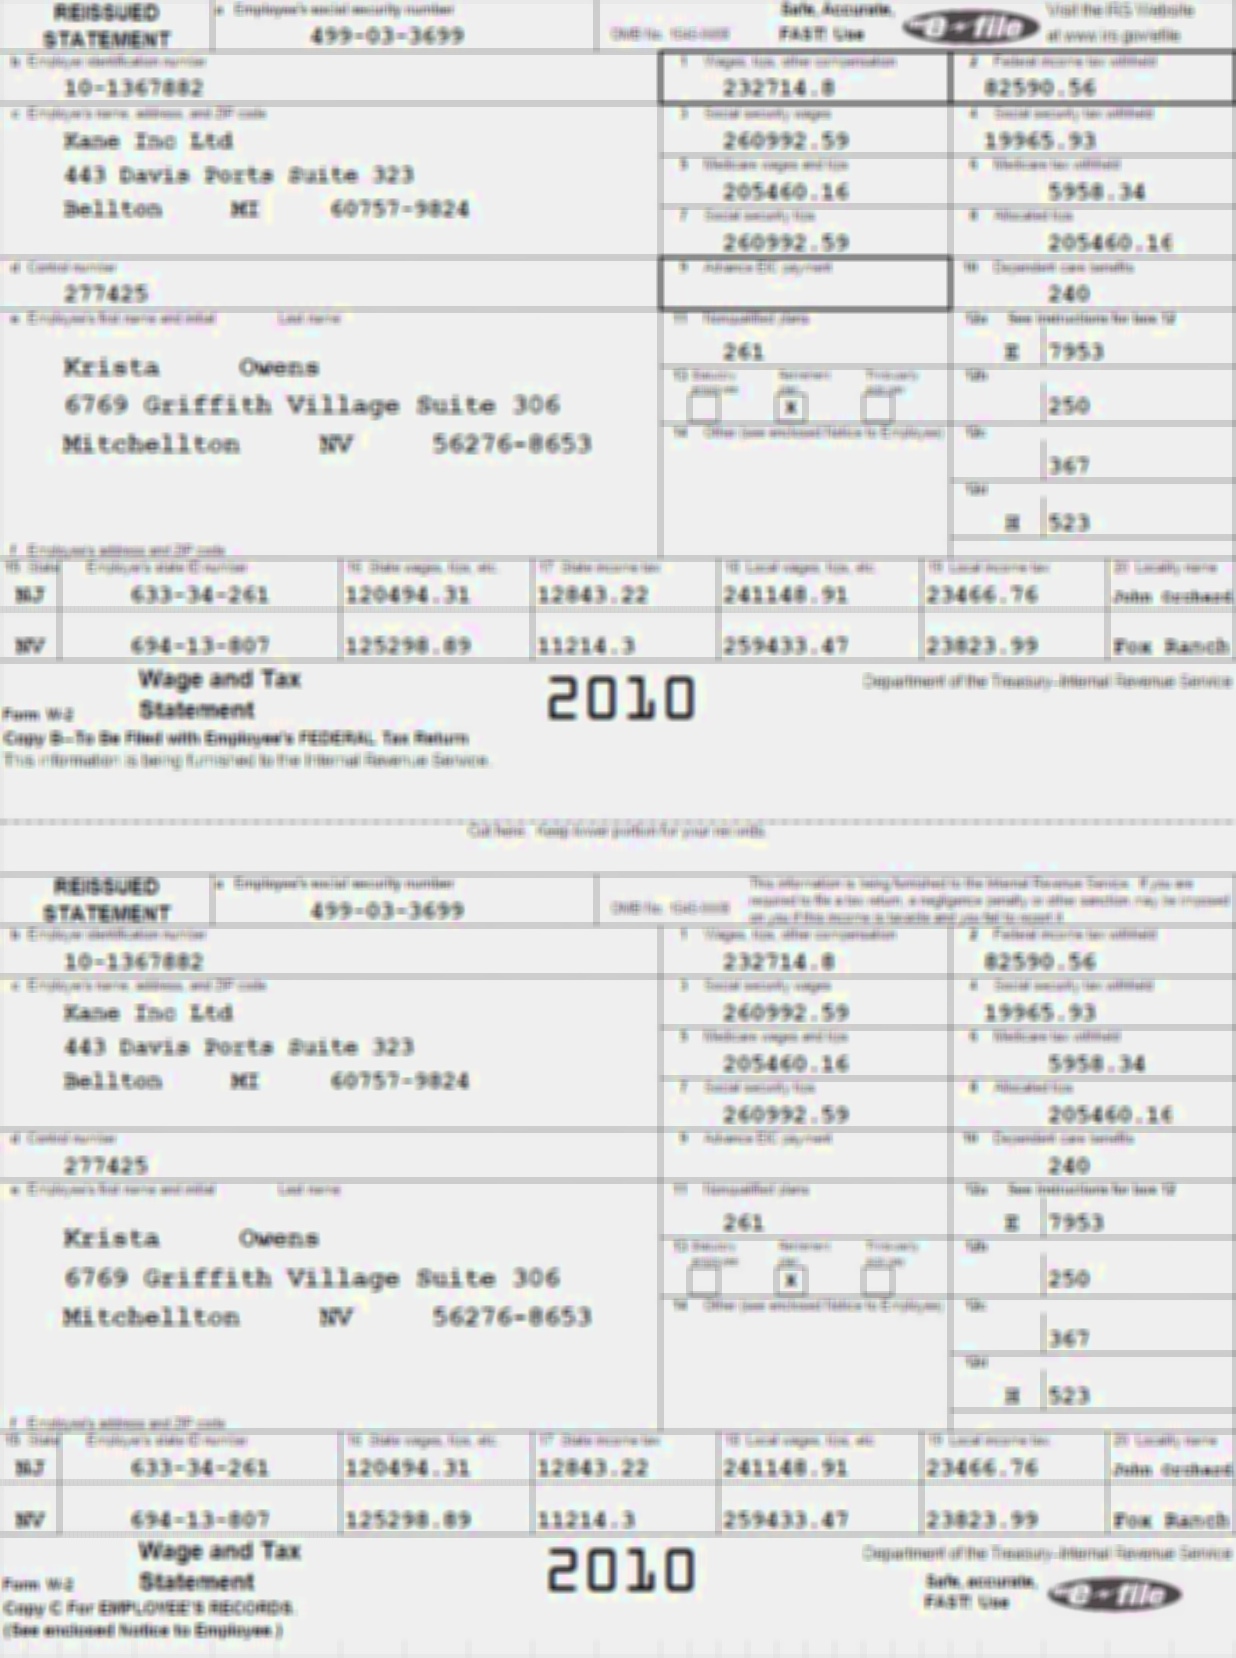 REISSUED STATEMENT
a Employee's social security number
499-03-3699
OMB No. 1545-0008
Safe, Accurate, FAST! Use e-file
Visit the IRS Website at www.irs.gov/efile
b Employer identification number
10-1367882
1 Wages, tips, other compensation
232714.8
2 Federal income tax withheld
82590.56
c Employer's name, address, and ZIP code
Kane Inc Ltd
443 Davis Ports Suite 323
Bellton MI 60757-9824
3 Social security wages
260992.59
4 Social security tax withheld
19965.93
5 Medicare wages and tips
205460.16
6 Medicare tax withheld
5958.34
7 Social security tips
260992.59
8 Allocated tips
205460.16
d Control number
277425
9 Advance EIC payment
10 Dependent care benefits
240
e Employee's first name and initial Last name
Krista Owens
6769 Griffith Village Suite 306
Mitchellton NV 56276-8653
11 Nonqualified plans
261
12a See instructions for box 12
7953
13 Statutory employee Retirement plan X Third-party sick pay
12b
250
14 Other (see enclosed Notice to Employee)
12c
367
12d
523
f Employee's address and ZIP code
15 State Employer's state ID number 16 State wages, tips, etc. 17 State income tax 18 Local wages, tips, etc. 19 Local income tax 20 Locality name
NJ 633-34-261 120494.31 12843.22 241148.91 23466.76 John Orchard
NV 694-13-807 125298.89 11214.3 259433.47 23823.99 Fox Ranch
Form W-2 Wage and Tax Statement
2010
Department of the Treasury-Internal Revenue Service
Copy B-To Be Filed with Employee's FEDERAL Tax Return
This information is being furnished to the Internal Revenue Service.
Cut here. Keep lower portion for your records.
REISSUED STATEMENT
a Employee's social security number
499-03-3699
OMB No. 1545-0008
This information is being furnished to the Internal Revenue Service. If you are
required to file a tax return, a negligence penalty or other sanction may be imposed
on you if this income is taxable and you fail to report it.
b Employer identification number
10-1367882
1 Wages, tips, other compensation
232714.8
2 Federal income tax withheld
82590.56
c Employer's name, address, and ZIP code
Kane Inc Ltd
443 Davis Ports Suite 323
Bellton MI 60757-9824
3 Social security wages
260992.59
4 Social security tax withheld
19965.93
5 Medicare wages and tips
205460.16
6 Medicare tax withheld
5958.34
7 Social security tips
260992.59
8 Allocated tips
205460.16
d Control number
277425
9 Advance EIC payment
10 Dependent care benefits
240
e Employee's first name and initial Last name
Krista Owens
6769 Griffith Village Suite 306
Mitchellton NV 56276-8653
11 Nonqualified plans
261
12a See instructions for box 12
7953
13 Statutory employee Retirement plan X Third-party sick pay
12b
250
14 Other (see enclosed Notice to Employee)
12c
367
12d
523
f Employee's address and ZIP code
15 State Employer's state ID number 16 State wages, tips, etc. 17 State income tax 18 Local wages, tips, etc. 19 Local income tax 20 Locality name
NJ 633-34-261 120494.31 12843.22 241148.91 23466.76 John Orchard
NV 694-13-807 125298.89 11214.3 259433.47 23823.99 Fox Ranch
Form W-2 Wage and Tax Statement
2010
Department of the Treasury-Internal Revenue Service
Copy C For EMPLOYEE'S RECORDS.
(See enclosed Notice to Employee.)
Safe, accurate, FAST! Use e-file